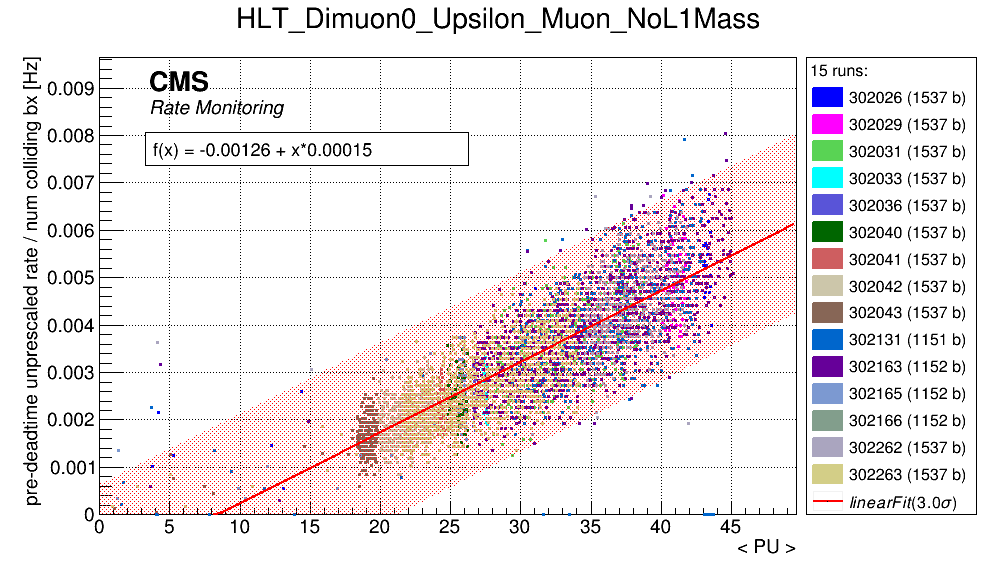 HLT_Dimuon0_Upsilon_Muon_NoL1Mass
pre-deadtime unprescaled rate / num colliding bx [Hz]
CMS
Rate Monitoring
f(x) = -0.00126 + x*0.00015
0.009
0.008
0.007
0.006
0.005
0.004
0.003
0.002
0.001
0
0 5 10 15 20 25 30 35 40 45
< PU >
15 runs:
302026 (1537 b)
302029 (1537 b)
302031 (1537 b)
302033 (1537 b)
302036 (1537 b)
302040 (1537 b)
302041 (1537 b)
302042 (1537 b)
302043 (1537 b)
302131 (1151 b)
302163 (1152 b)
302165 (1152 b)
302166 (1152 b)
302262 (1537 b)
302263 (1537 b)
linearFit(3.0σ)